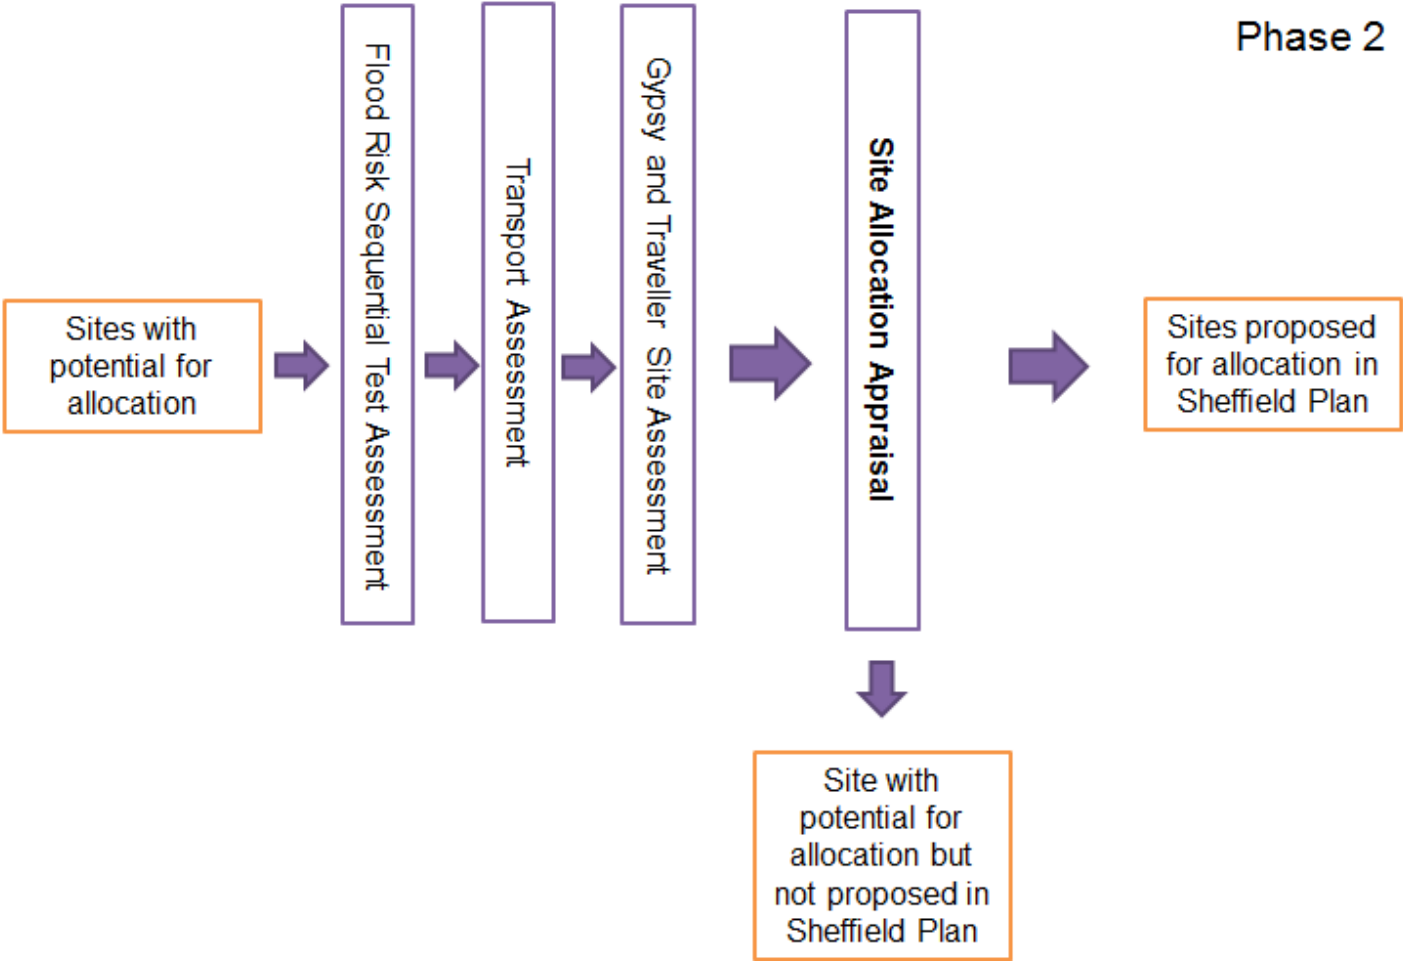 Phase 2
Sites with
potential for
allocation
Flood Risk Sequential Test Assessment
Transport Assessment
Gypsy and Traveller Site Assessment
Site Allocation Appraisal
Sites proposed
for allocation in
Sheffield Plan
Site with
potential for
allocation but
not proposed in
Sheffield Plan